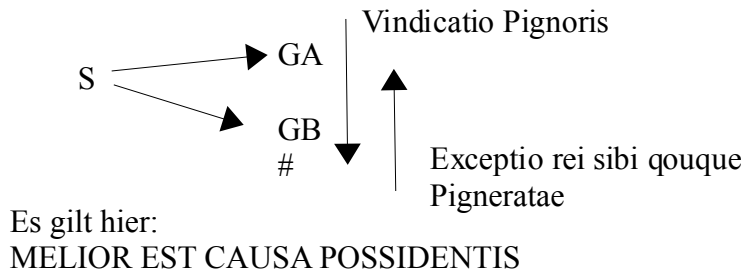 Vindicatio Pignoris
GA
S
GB
#
Exceptio rei sibi qouque
Pigneratae
Es gilt hier:
MELIOR EST CAUSA POSSIDENTIS